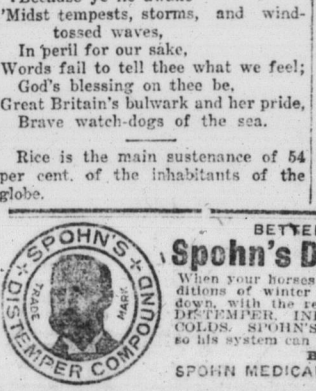 'Midst tempests, storms, and wind-
tossed waves,
In 'peril for our sake,
Words fail to tell thee what we feel;
God's blessing on thee be,
Great Britain's bulwark and her pride,
Brave watch-dogs of the sea.
Rice is the main sustenance of 54
per cent. of the inhabitants of the
globe.
SPOHN'S
DISTEMPER COMPOUND
TRADE MARK
Spohn's D
When your horses
ditions of winter
down, with the
DISTEMPER,
COLDS. SPOHN'S
so his system can
SPOHN MEDICA